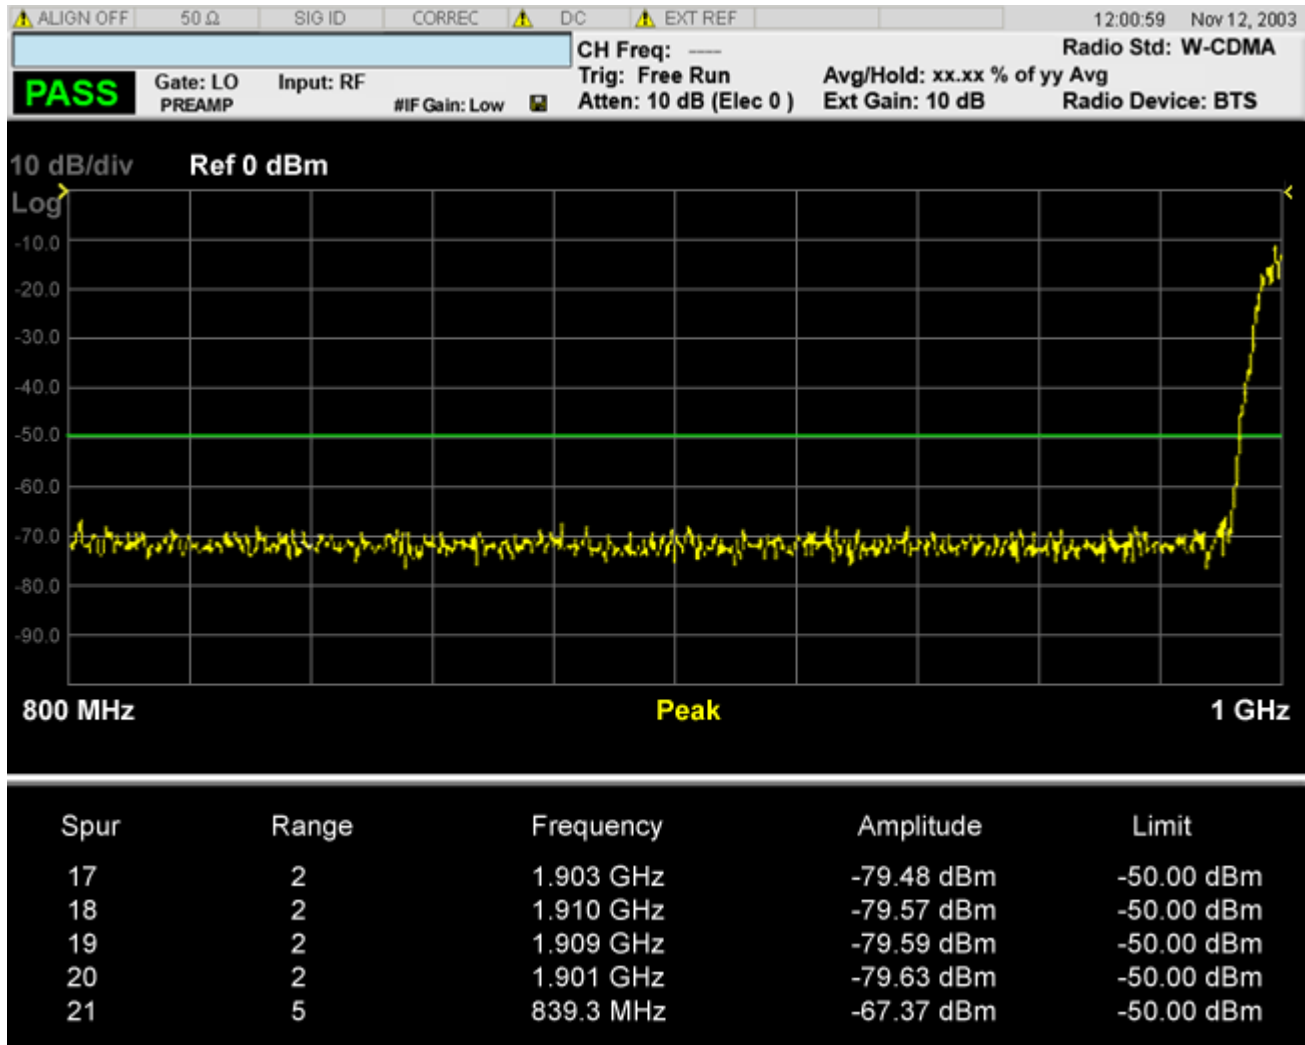 ALIGN OFF 50 Ω SIG ID CORREC DC EXT REF 12:00:59 Nov 12, 2003
CH Freq: ---- Radio Std: W-CDMA
PASS Gate: LO Input: RF Trig: Free Run Avg/Hold: xx.xx % of yy Avg
PREAMP #IF Gain: Low Atten: 10 dB (Elec 0 ) Ext Gain: 10 dB Radio Device: BTS
10 dB/div Ref 0 dBm
Log
-10.0
-20.0
-30.0
-40.0
-50.0
-60.0
-70.0
-80.0
-90.0
800 MHz Peak 1 GHz
Spur Range Frequency Amplitude Limit
17 2 1.903 GHz -79.48 dBm -50.00 dBm
18 2 1.910 GHz -79.57 dBm -50.00 dBm
19 2 1.909 GHz -79.59 dBm -50.00 dBm
20 2 1.901 GHz -79.63 dBm -50.00 dBm
21 5 839.3 MHz -67.37 dBm -50.00 dBm